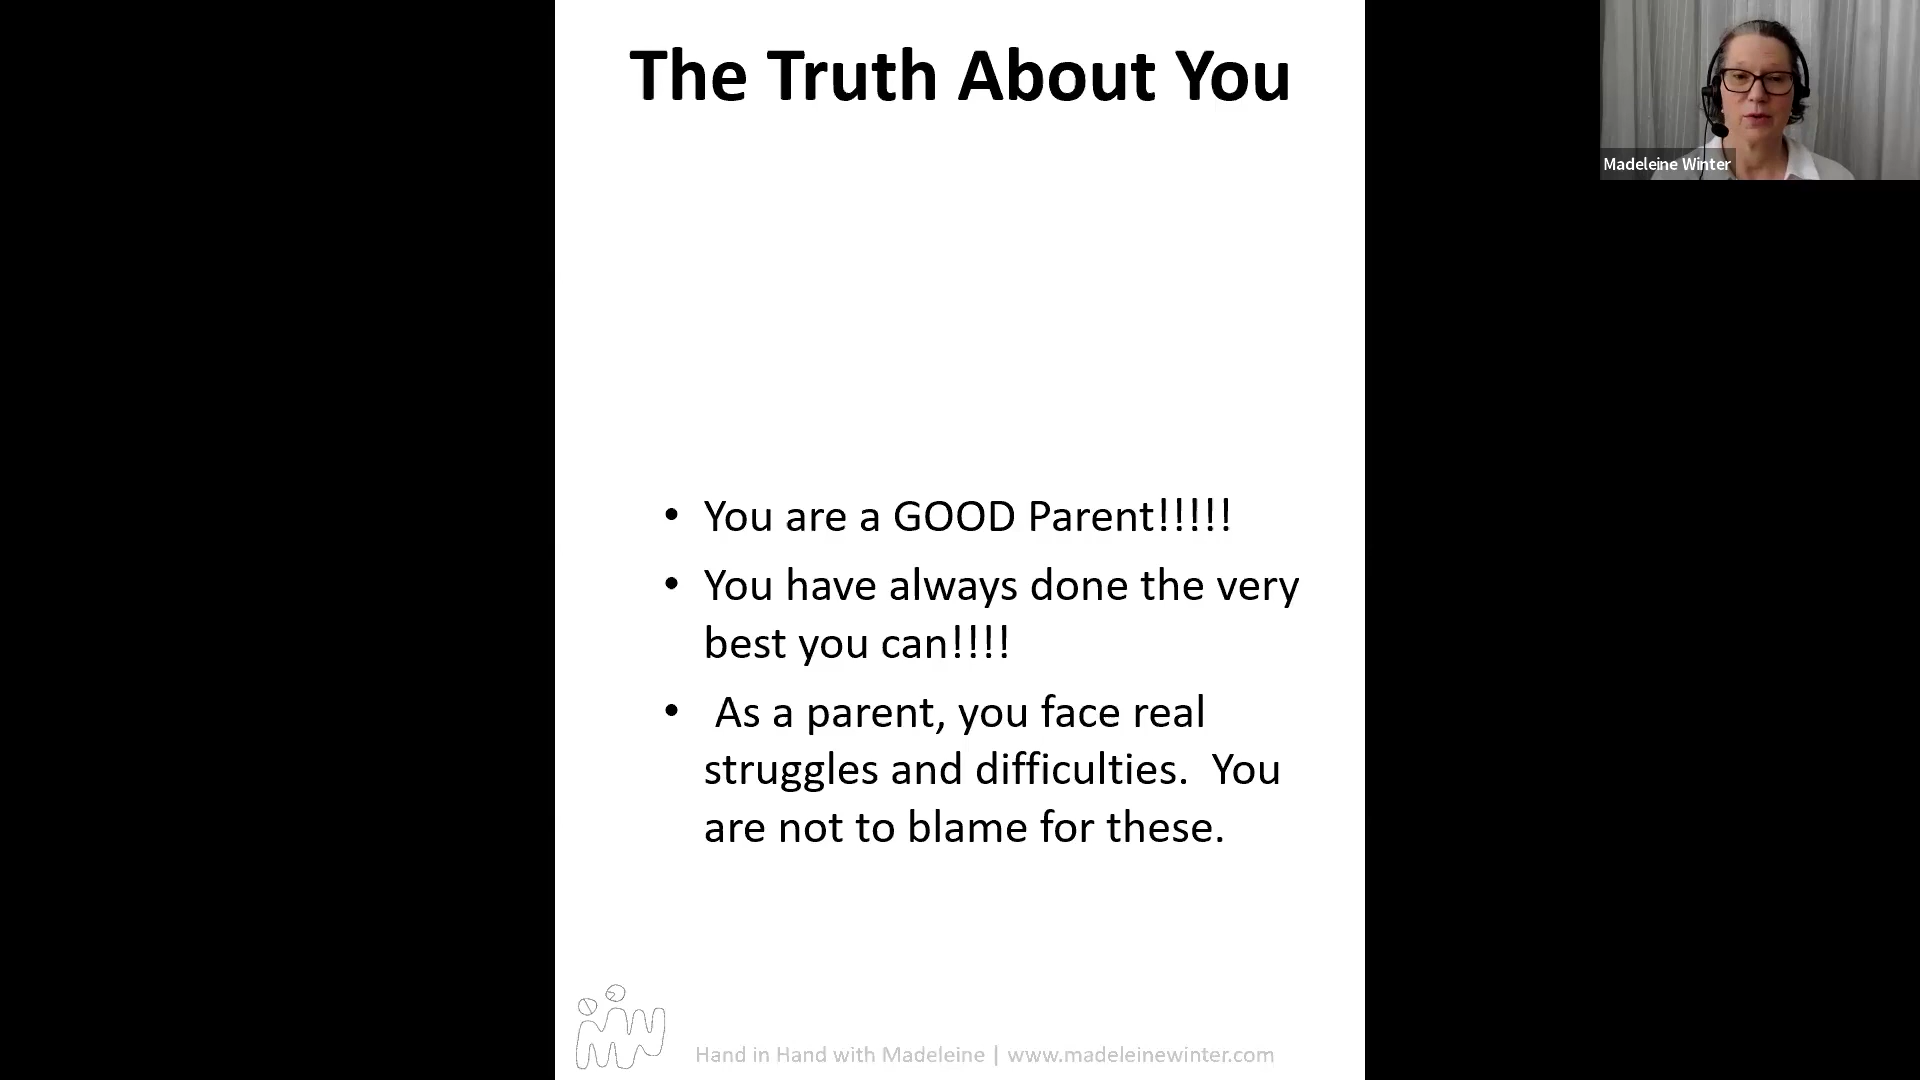 The Truth About You
Madeleine Winter
• You are a GOOD Parent!!!!!
• You have always done the very
best you can!!!!
• As a parent, you face real
struggles and difficulties.  You
are not to blame for these.
Hand in Hand with Madeleine | www.madeleinewinter.com